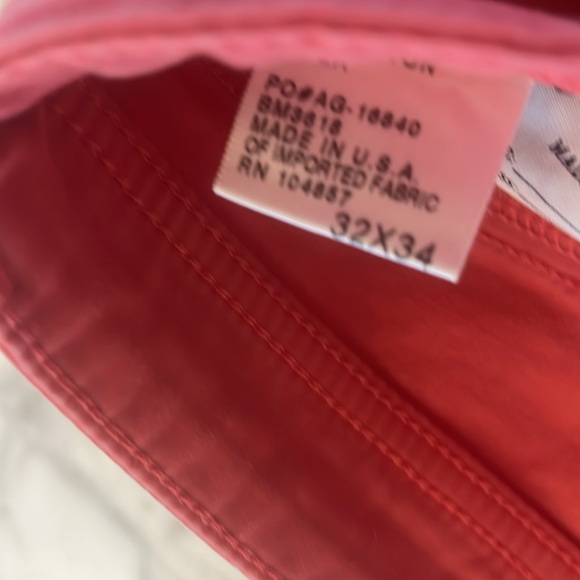 PO#AG-16840
BM3618
MADE IN U.S.A.
OF IMPORTED FABRIC
RN 104857
32X34